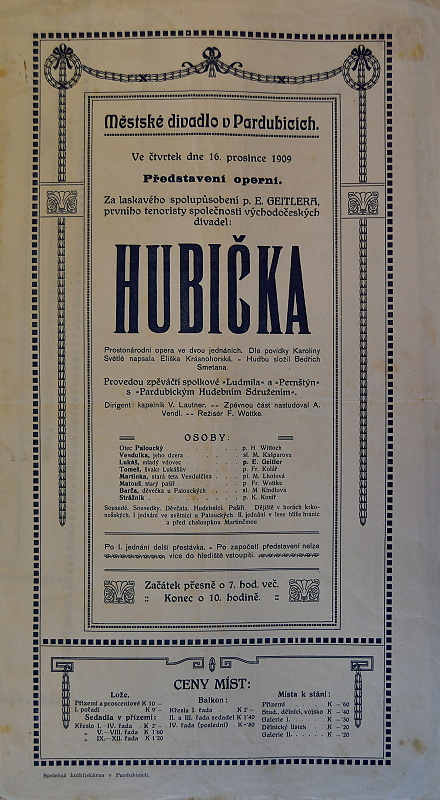 Městské divadlo v Pardubicích.
Ve čtvrtek dne 16. prosince 1909
Představení operní.
Za laskavého spolupůsobení p. E. GEITLERA,
prvního tenoristy společnosti východočeských
divadel:
HUBIČKA
Prostonárodní opera ve dvou jednáních. Dle povídky Karoliny
Světlé napsala Eliška Krásnohorská. - Hudbu složil Bedřich
Smetana.
Provedou zpěváčtí spolkové »Ludmila« a »Pernštýn«
s »Pardubickým Hudebním Sdružením«.
Dirigent: kapelník V. Lautner. -- Zpěvnou část nastudoval A.
Vendl. -- Režisér F. Wottke.
OSOBY:
Otec Paloucký . . p. H Wittoch
Vendulka, jeho dcera . . sl. M. Kašparova
Lukáš, mladý vdovec . . p. E. Geitler
Tomeš, švakr Lukášův . . p. Fr. Kolář
Martinka, stará teta Vendulčina . . pí. M. Lhotová
Matouš, starý pašíř . . p. Fr. Wottke
Barče, děvečka u Palouckých . . sl. M Kindlova
Strážník . . p. K. Koníř
Sousedé. Sousedky. Děvčata. Hudebníci. Pašíři. Dějiště v horách krko-
nošských. I. jednání ve světnici u Palouckých II. jednání v lese blíže hranic
a před chaloupkou Martinčinou
Po I. jednání delší přestávka. - Po započetí představení nelze
více do hlediště vstoupiti.
Začátek přesně o 7. hod. več.
:: Konec o 10. hodině. ::
CENY MÍST:
Lože.
Přízemí a prosceniové K 10 -
I. pořadí K 9 -
Sedadla v přízemí:
Křeslo I.-IV. řada . K 2 -
„ V.-VIII. řada K 1 60
„ IX.-XII. řada K 1 20
Balkon:
Křesla I. řada . K 2 -
II. a III. řada sedadel K 1 40
IV. řada (poslední) . K - 80
Místa k stání:
Přízemí . . K - 60
Stud., dělníci, vojsko K - 40
Galerie I. . . K - 30
Dělnický lístek . K - 20
Galerie II. . . K - 20
Společná knihtiskárna v Pardubicích.